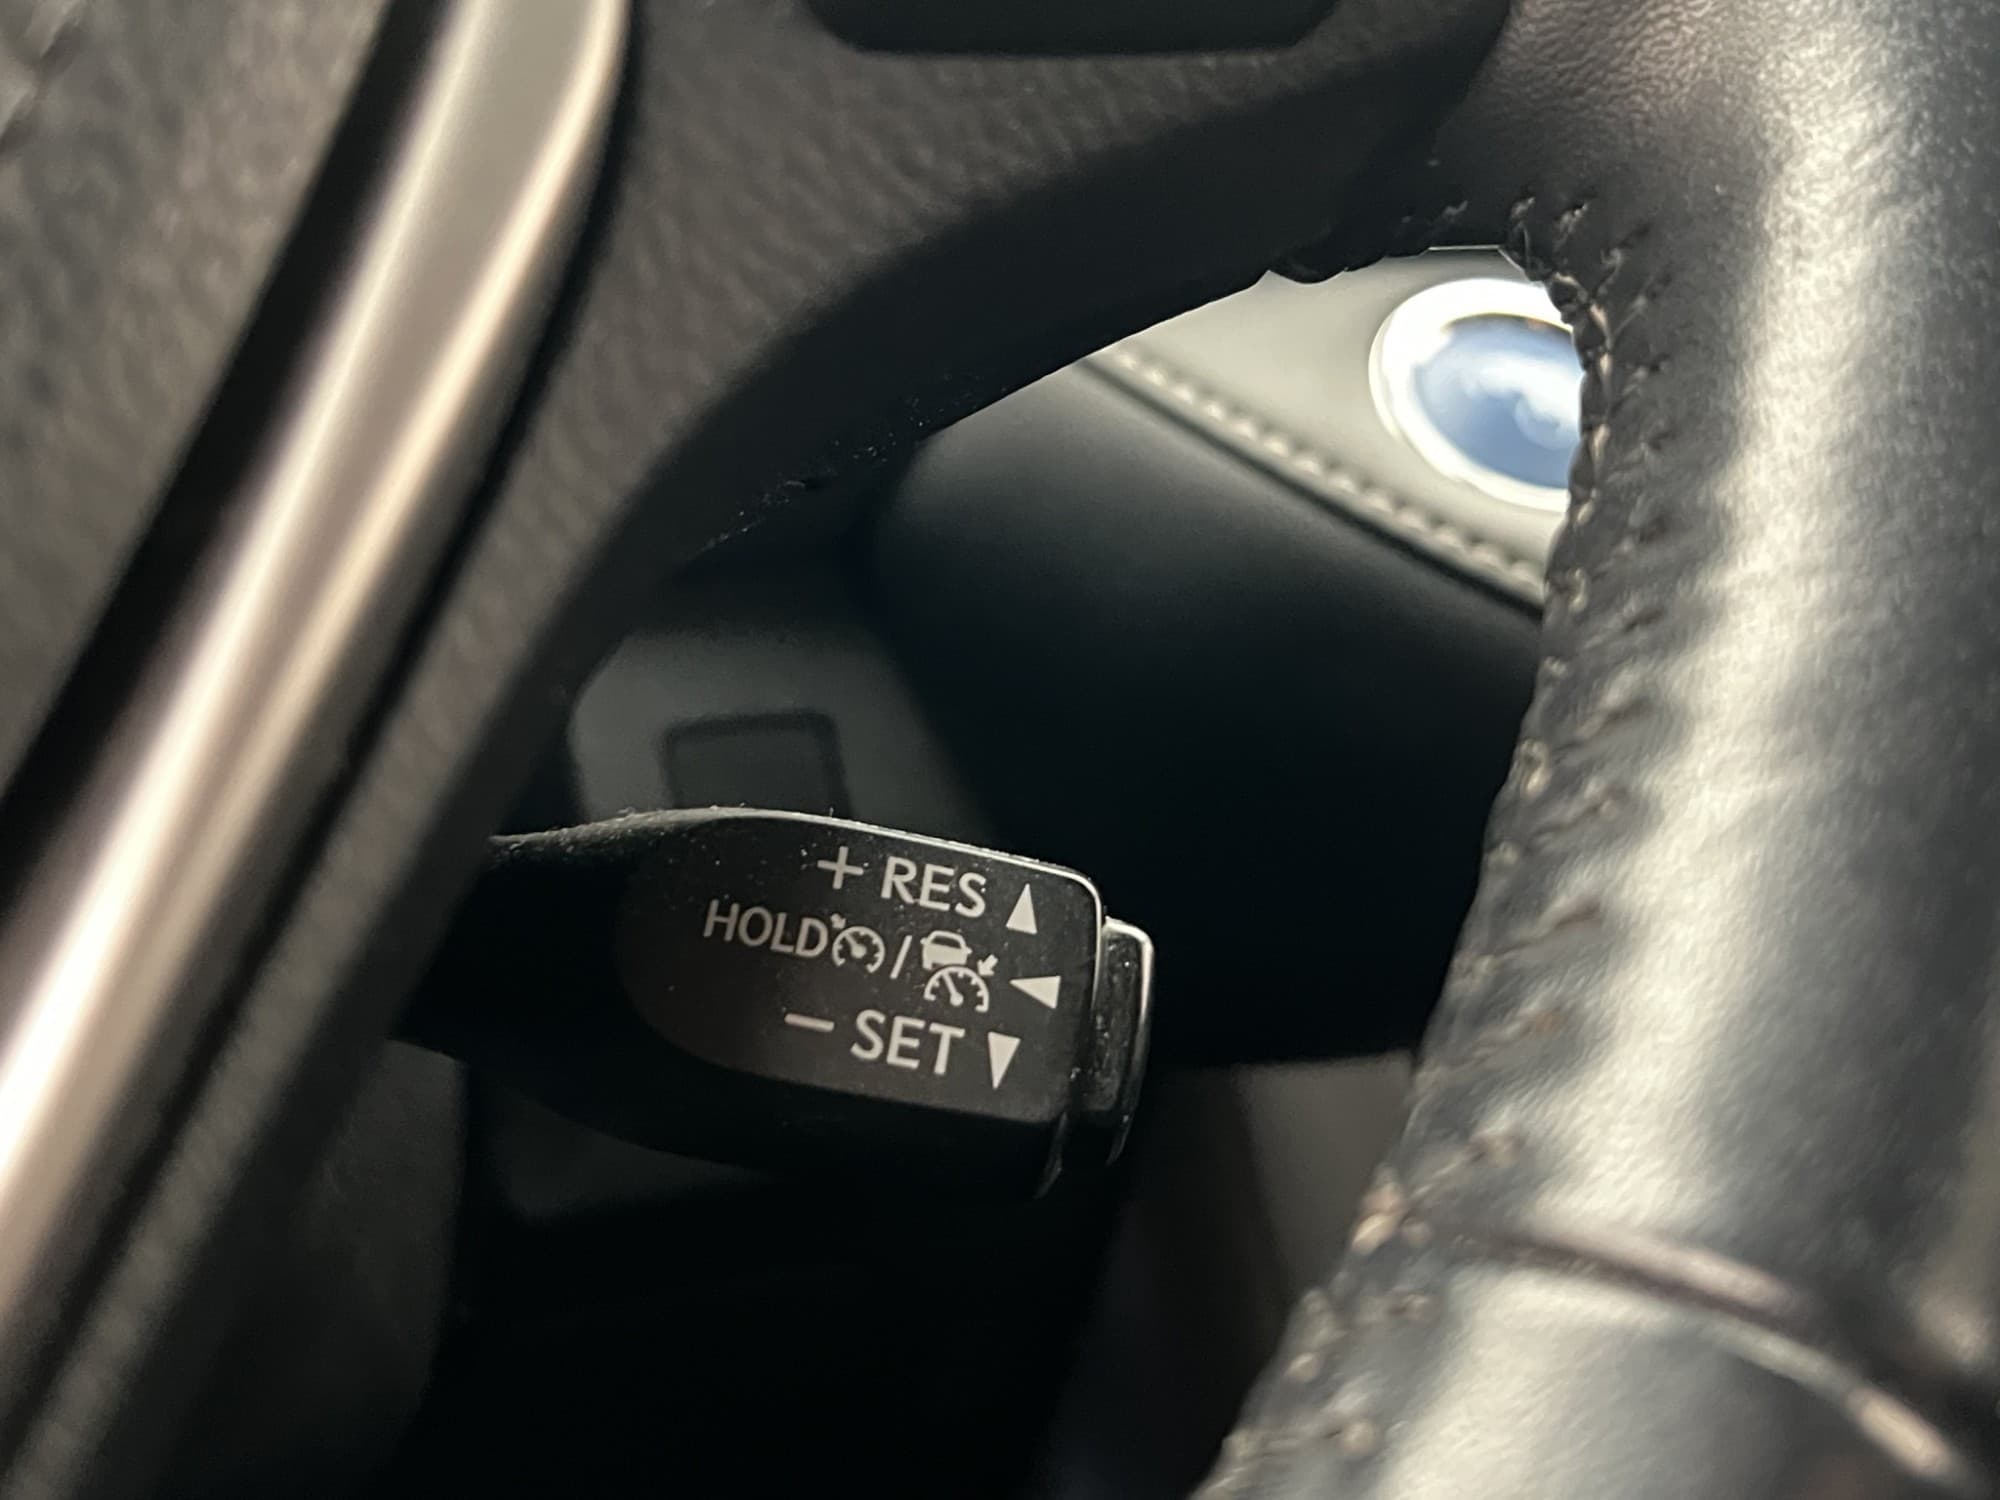 + RES ▲
HOLD / ◀
− SET ▼